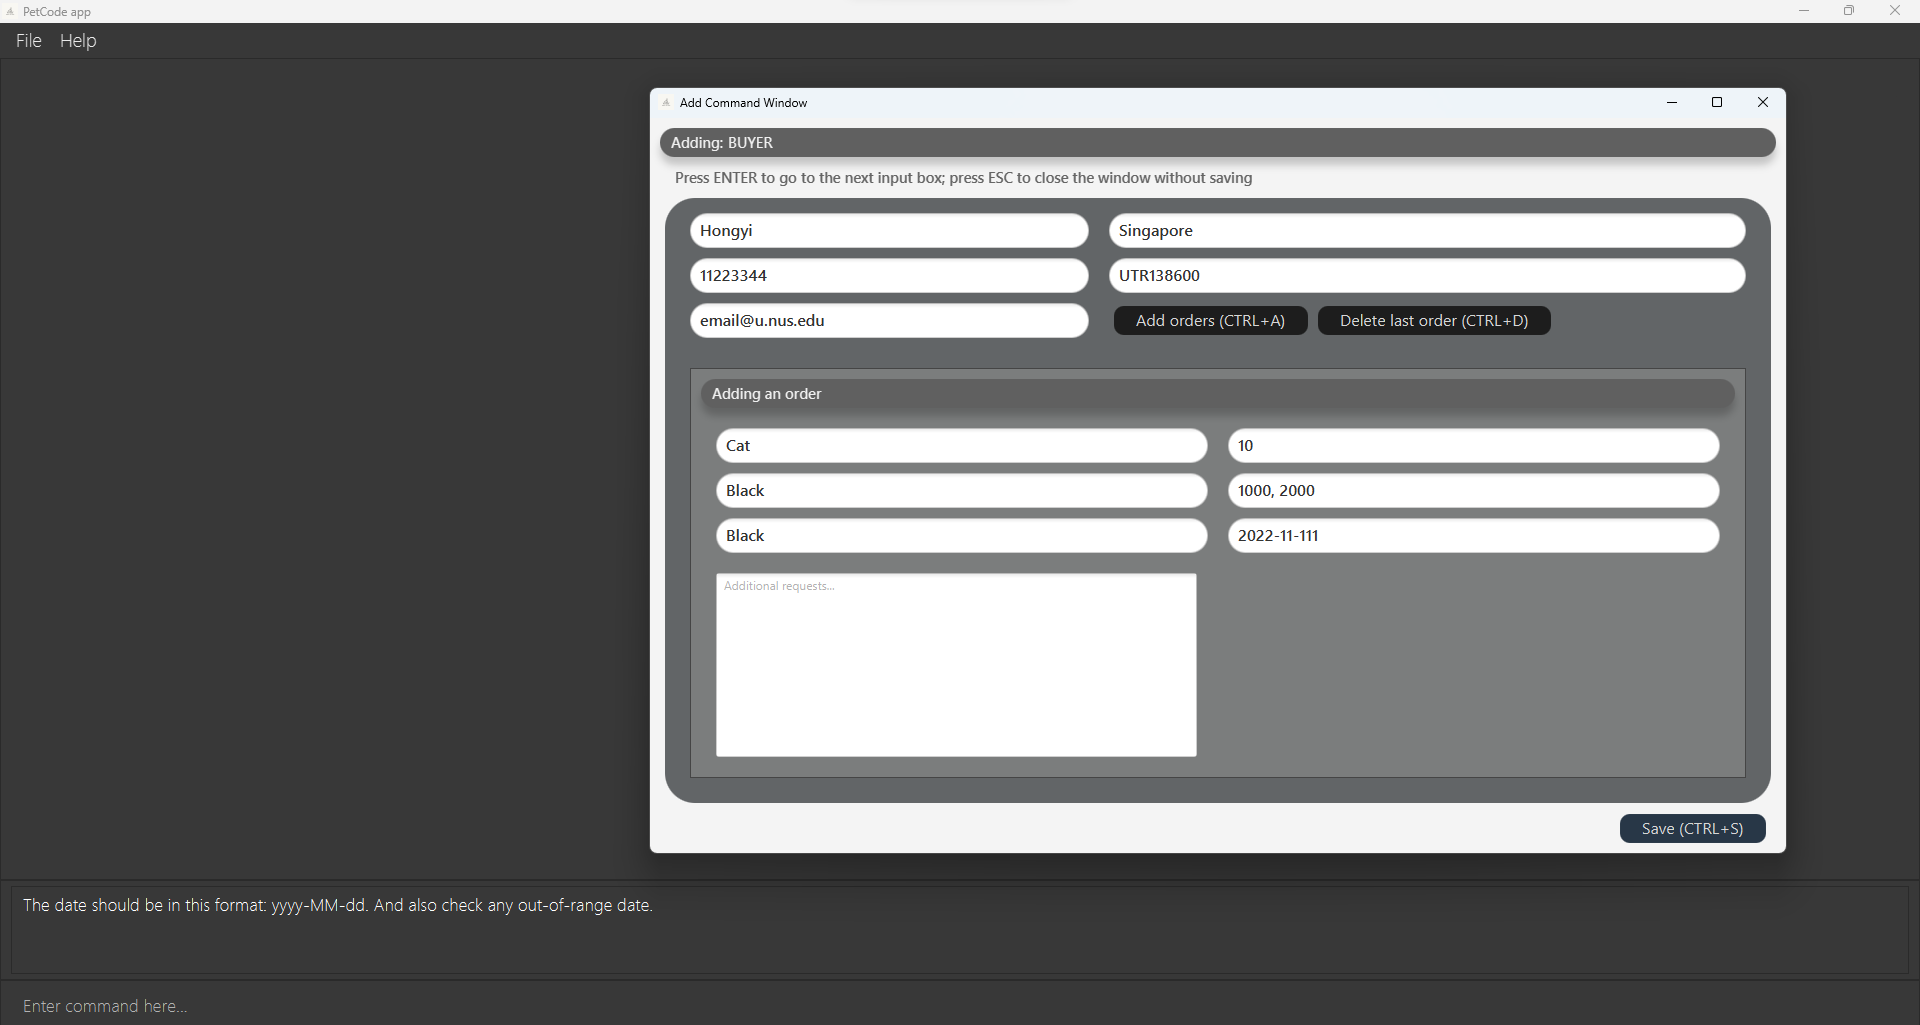 PetCode app
File Help
Add Command Window
Adding: BUYER
Press ENTER to go to the next input box; press ESC to close the window without saving
Hongyi
Singapore
11223344
UTR138600
email@u.nus.edu
Add orders (CTRL+A)
Delete last order (CTRL+D)
Adding an order
Cat
10
Black
1000, 2000
Black
2022-11-111
Additional requests...
Save (CTRL+S)
The date should be in this format: yyyy-MM-dd. And also check any out-of-range date.
Enter command here...